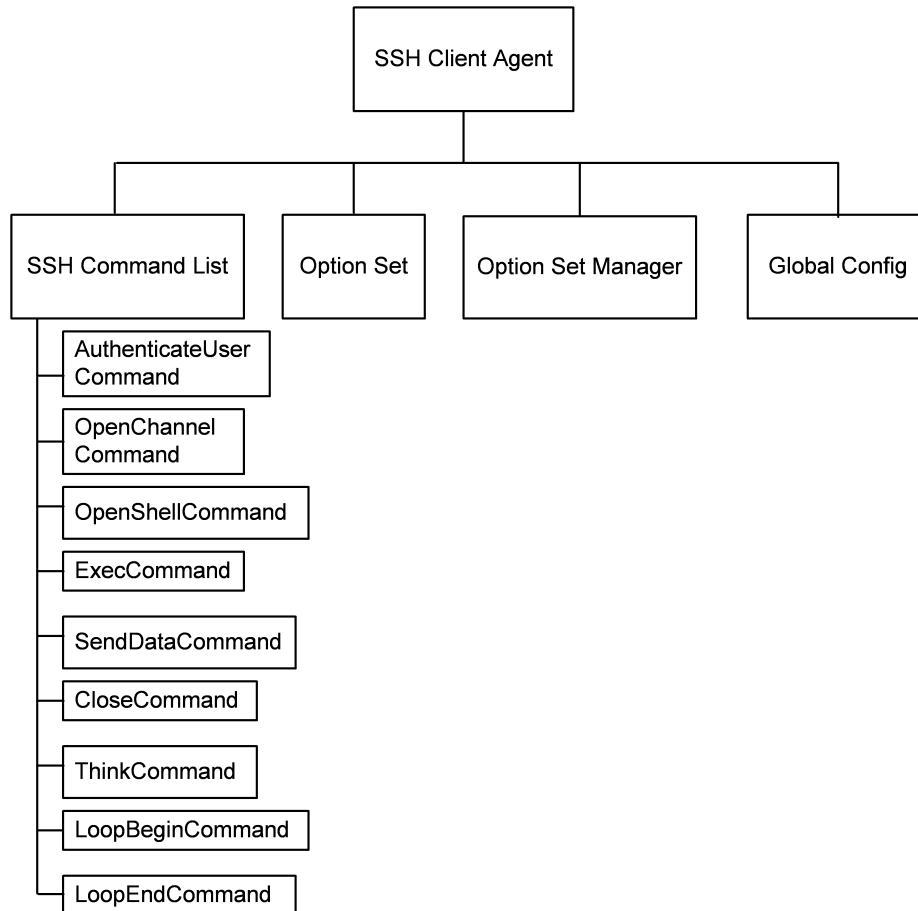 SSH Client Agent
SSH Command List
Option Set
Option Set Manager
Global Config
AuthenticateUser
Command
OpenChannel
Command
OpenShellCommand
ExecCommand
SendDataCommand
CloseCommand
ThinkCommand
LoopBeginCommand
LoopEndCommand